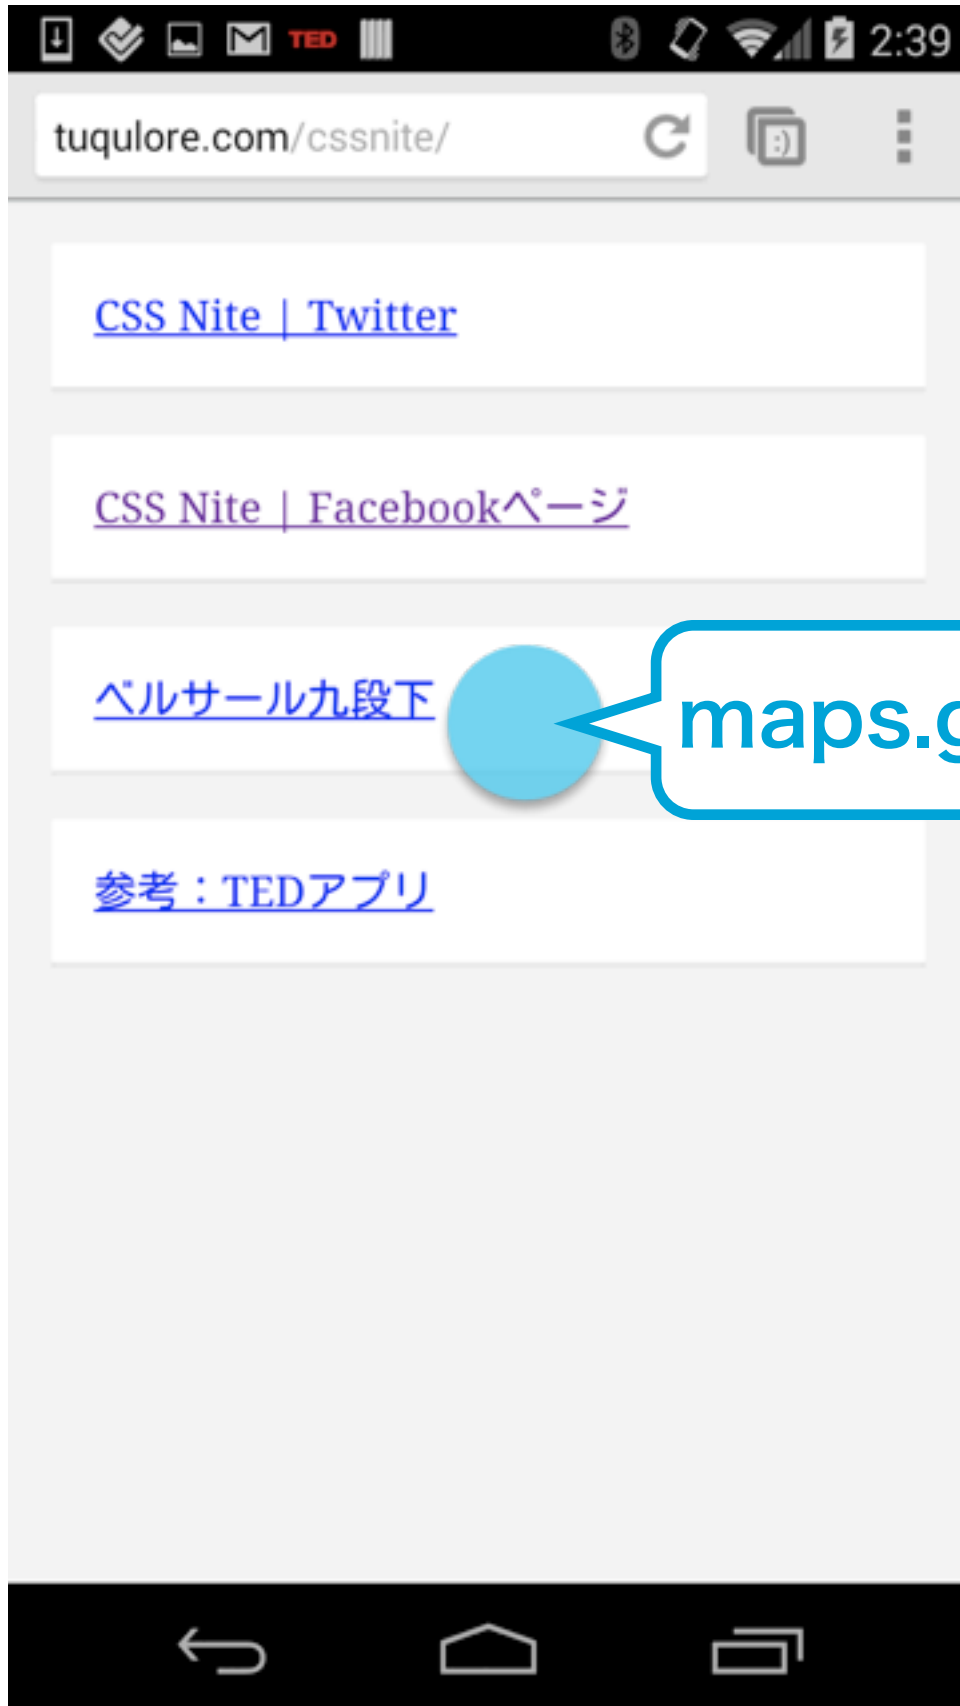 TED
2:39
tuqulore.com/cssnite/
:)
CSS Nite | Twitter
CSS Nite | Facebookページ
ベルサール九段下
maps.g
参考：TEDアプリ